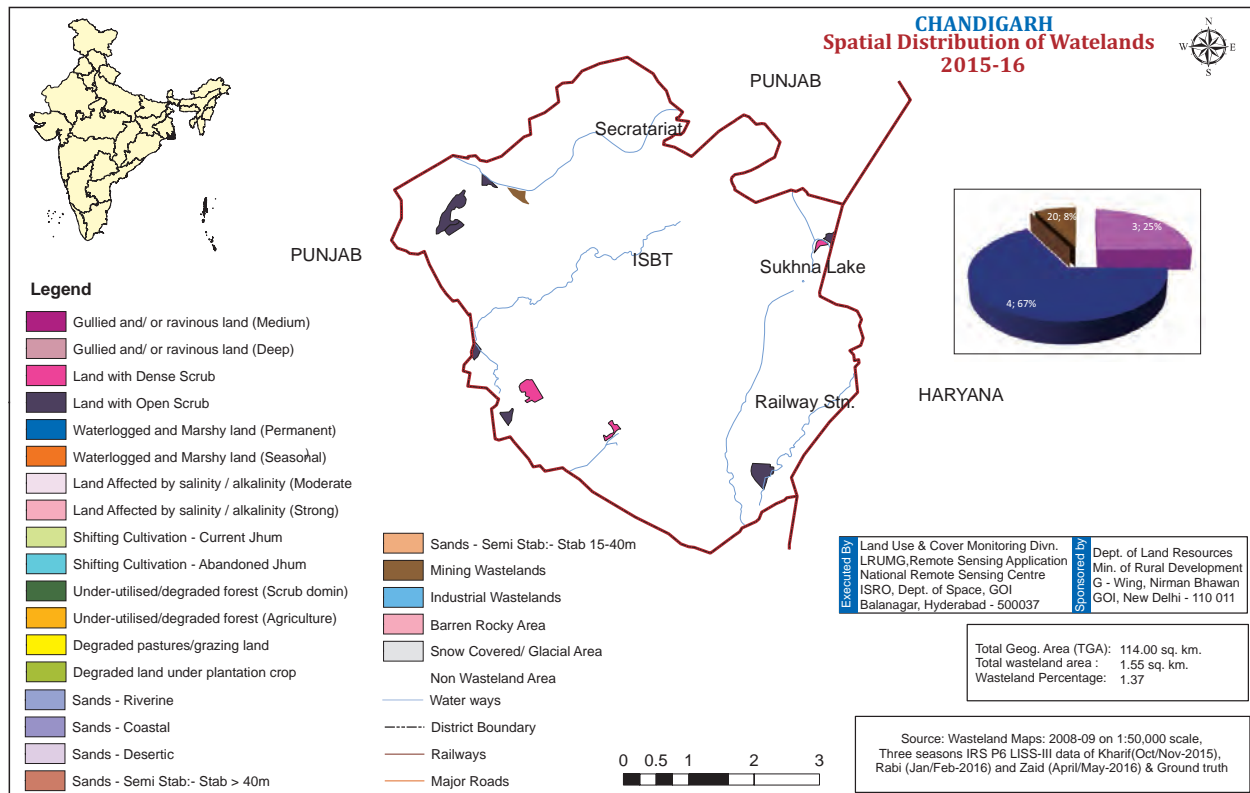 CHANDIGARH
Spatial Distribution of Watelands
2015-16
N
W
E
S
PUNJAB
Secratariat
PUNJAB
ISBT
Sukhna Lake
Railway Stn.
HARYANA
20; 8%
3; 25%
4; 67%
Legend
Gullied and/ or ravinous land (Medium)
Gullied and/ or ravinous land (Deep)
Land with Dense Scrub
Land with Open Scrub
Waterlogged and Marshy land (Permanent)
Waterlogged and Marshy land (Seasonal)
Land Affected by salinity / alkalinity (Moderate
Land Affected by salinity / alkalinity (Strong)
Shifting Cultivation - Current Jhum
Shifting Cultivation - Abandoned Jhum
Under-utilised/degraded forest (Scrub domin)
Under-utilised/degraded forest (Agriculture)
Degraded pastures/grazing land
Degraded land under plantation crop
Sands - Riverine
Sands - Coastal
Sands - Desertic
Sands - Semi Stab:- Stab > 40m
Sands - Semi Stab:- Stab 15-40m
Mining Wastelands
Industrial Wastelands
Barren Rocky Area
Snow Covered/ Glacial Area
Non Wasteland Area
Water ways
District Boundary
Railways
Major Roads
0 0.5 1 2 3
Executed By
Land Use & Cover Monitoring Divn.
LRUMG,Remote Sensing Application
National Remote Sensing Centre
ISRO, Dept. of Space, GOI
Balanagar, Hyderabad - 500037
Sponsored by
Dept. of Land Resources
Min. of Rural Development
G - Wing, Nirman Bhawan
GOI, New Delhi - 110 011
Total Geog. Area (TGA): 114.00 sq. km.
Total wasteland area : 1.55 sq. km.
Wasteland Percentage: 1.37
Source: Wasteland Maps: 2008-09 on 1:50,000 scale,
Three seasons IRS P6 LISS-III data of Kharif(Oct/Nov-2015),
Rabi (Jan/Feb-2016) and Zaid (April/May-2016) & Ground truth